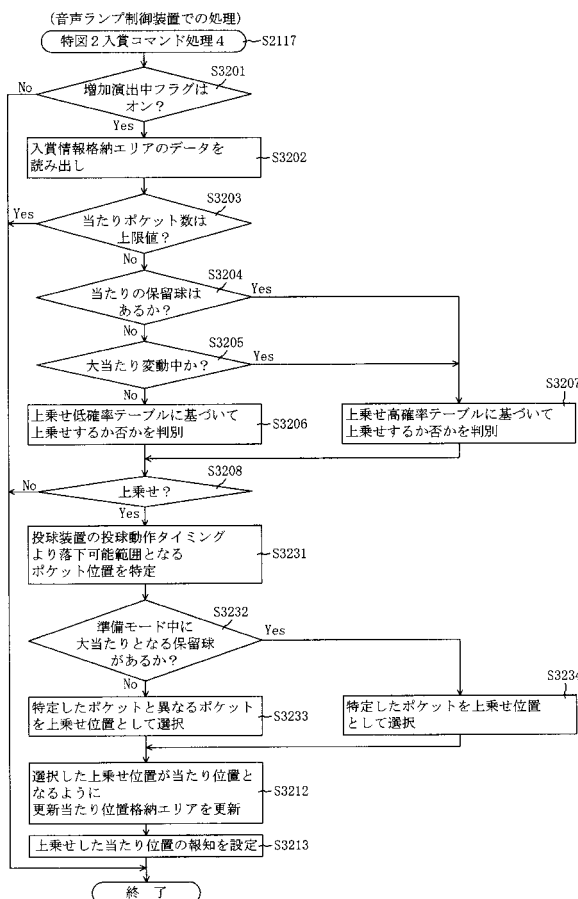 (音声ランプ制御装置での処理)
特図2入賞コマンド処理4
S2117
S3201
No
増加演出中フラグは
オン?
Yes
入賞情報格納エリアのデータを
読み出し
S3202
S3203
Yes
当たりポケット数は
上限値?
No
S3204
当たりの保留球は
あるか?
Yes
No
S3205
大当たり変動中か?
Yes
No
上乗せ低確率テーブルに基づいて
上乗せするか否かを判別
S3206
S3207
上乗せ高確率テーブルに基づいて
上乗せするか否かを判別
S3208
No
上乗せ?
Yes
投球装置の投球動作タイミング
より落下可能範囲となる
ポケット位置を特定
S3231
S3232
準備モード中に
大当たりとなる保留球
があるか?
Yes
No
特定したポケットと異なるポケット
を上乗せ位置として選択
S3233
S3234
特定したポケットを上乗せ位置
として選択
選択した上乗せ位置が当たり位置と
なるように
更新当たり位置格納エリアを更新
S3212
上乗せした当たり位置の報知を設定
S3213
終 了